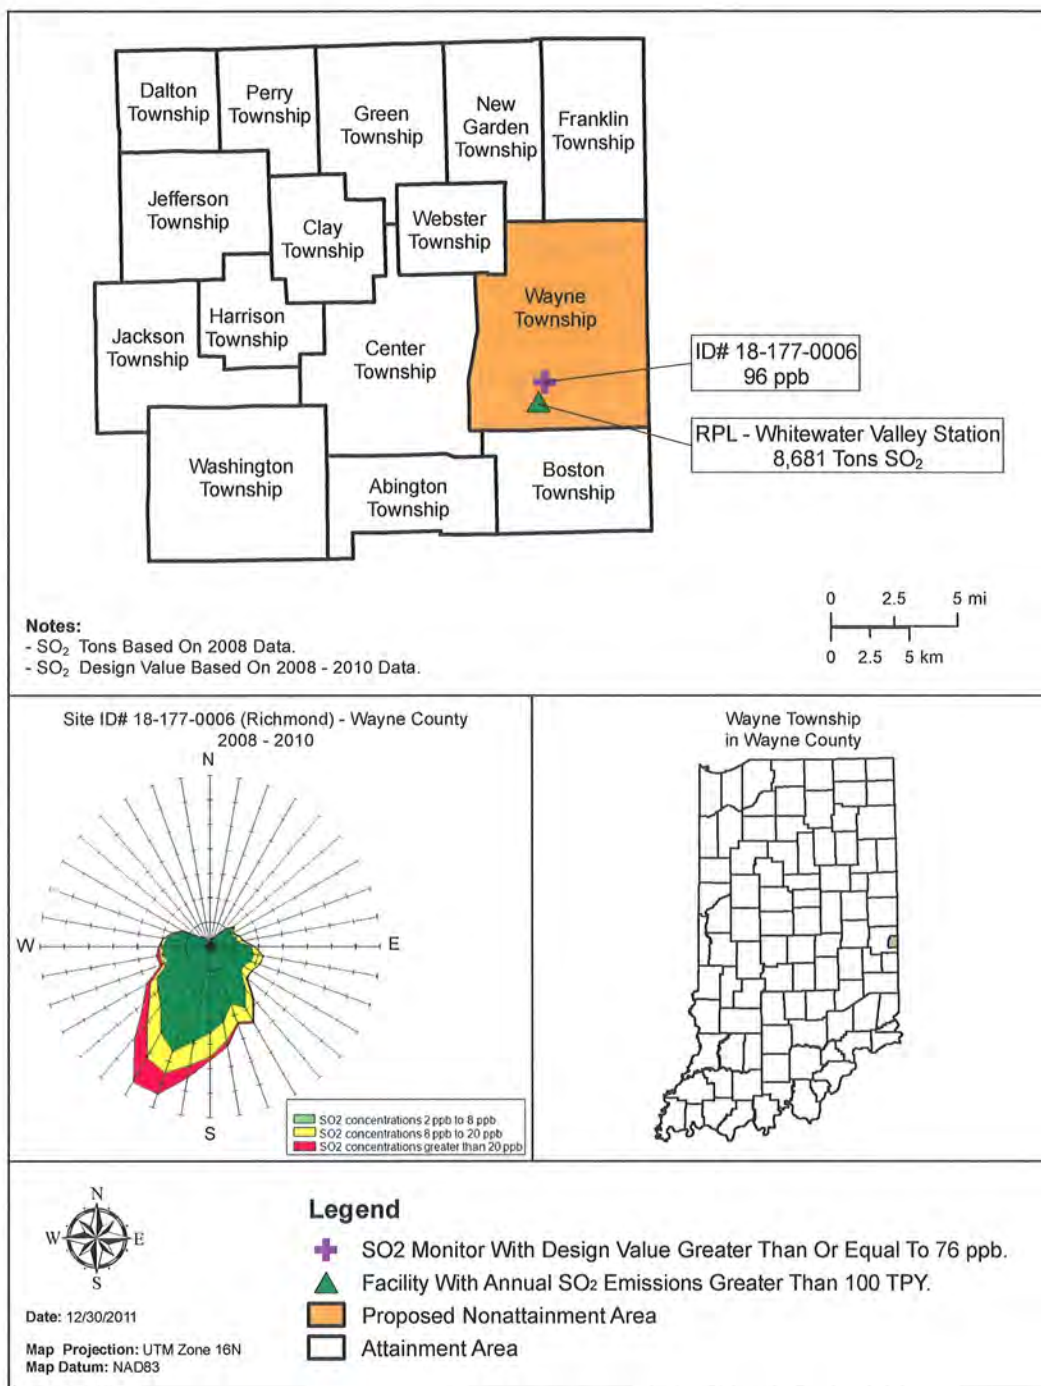 Dalton
Township
Perry
Township
Green
Township
New
Garden
Township
Franklin
Township
Jefferson
Township
Clay
Township
Webster
Township
Wayne
Township
Jackson
Township
Harrison
Township
Center
Township
ID# 18-177-0006
96 ppb
RPL - Whitewater Valley Station
8,681 Tons SO₂
Washington
Township
Abington
Township
Boston
Township
0 2.5 5 mi
0 2.5 5 km
Notes:
- SO₂ Tons Based On 2008 Data.
- SO₂ Design Value Based On 2008 - 2010 Data.
Site ID# 18-177-0006 (Richmond) - Wayne County
2008 - 2010
N
W
E
S
SO2 concentrations 2 ppb to 8 ppb
SO2 concentrations 8 ppb to 20 ppb
SO2 concentrations greater than 20 ppb
Wayne Township
in Wayne County
N
W E
S
Date: 12/30/2011
Map Projection: UTM Zone 16N
Map Datum: NAD83
Legend
SO2 Monitor With Design Value Greater Than Or Equal To 76 ppb.
Facility With Annual SO₂ Emissions Greater Than 100 TPY.
Proposed Nonattainment Area
Attainment Area